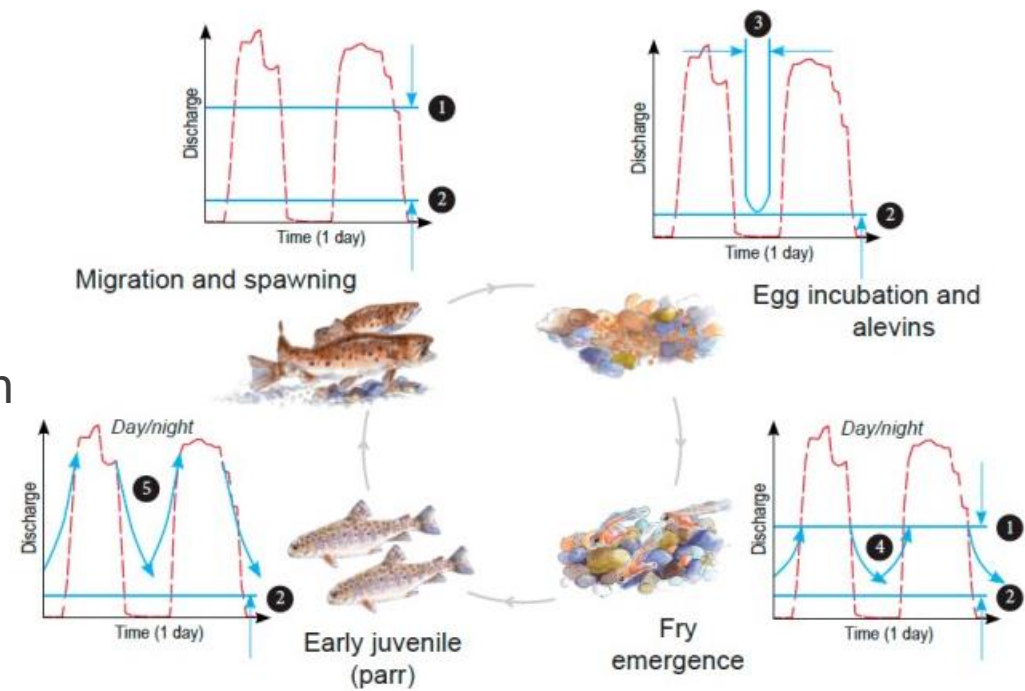 3
1
2
Discharge
Time (1 day)
Migration and spawning
2
Discharge
Time (1 day)
Egg incubation and
alevins
n
Day/night
5
2
Discharge
Time (1 day)
Early juvenile
(parr)
Fry
emergence
Day/night
1
4
2
Discharge
Time (1 day)